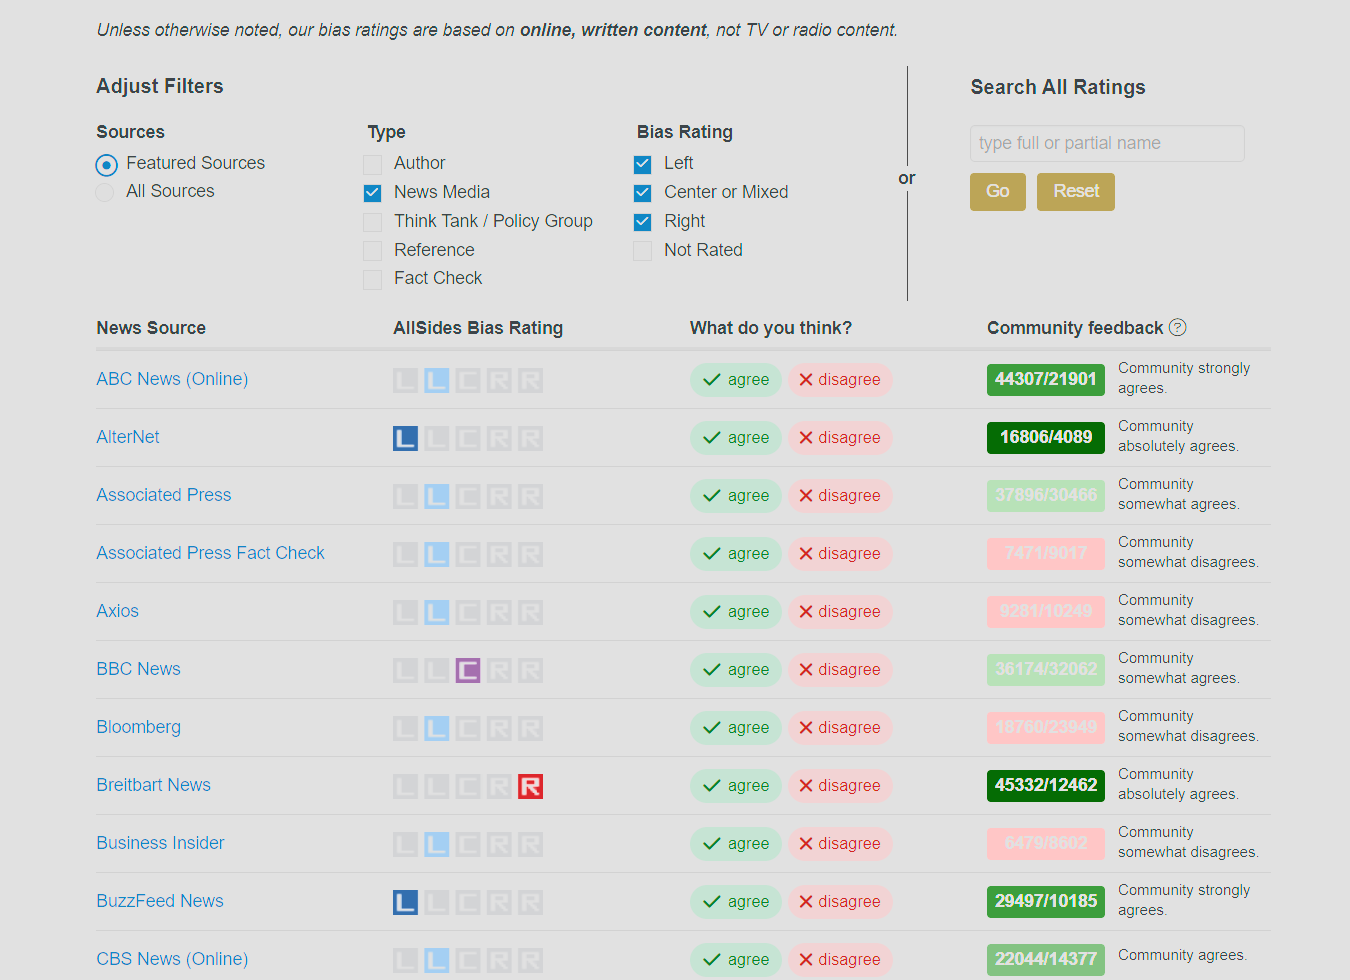 Unless otherwise noted, our bias ratings are based on online, written content, not TV or radio content.
Adjust Filters
Sources
Featured Sources
All Sources
Type
Author
News Media
Think Tank / Policy Group
Reference
Fact Check
Bias Rating
Left
Center or Mixed
Right
Not Rated
or
Search All Ratings
type full or partial name
Go Reset
News Source AllSides Bias Rating What do you think? Community feedback ?
ABC News (Online) L L C R R agree disagree 44307/21901 Community strongly
agrees.
AlterNet L L C R R agree disagree 16806/4089 Community
absolutely agrees.
Associated Press L L C R R agree disagree 37896/30466 Community
somewhat agrees.
Associated Press Fact Check L L C R R agree disagree 7471/9017 Community
somewhat disagrees.
Axios L L C R R agree disagree 9281/10249 Community
somewhat disagrees.
BBC News L L C R R agree disagree 36174/32062 Community
somewhat agrees.
Bloomberg L L C R R agree disagree 18760/23949 Community
somewhat disagrees.
Breitbart News L L C R R agree disagree 45332/12462 Community
absolutely agrees.
Business Insider L L C R R agree disagree 6479/8602 Community
somewhat disagrees.
BuzzFeed News L L C R R agree disagree 29497/10185 Community strongly
agrees.
CBS News (Online) L L C R R agree disagree 22044/14377 Community agrees.